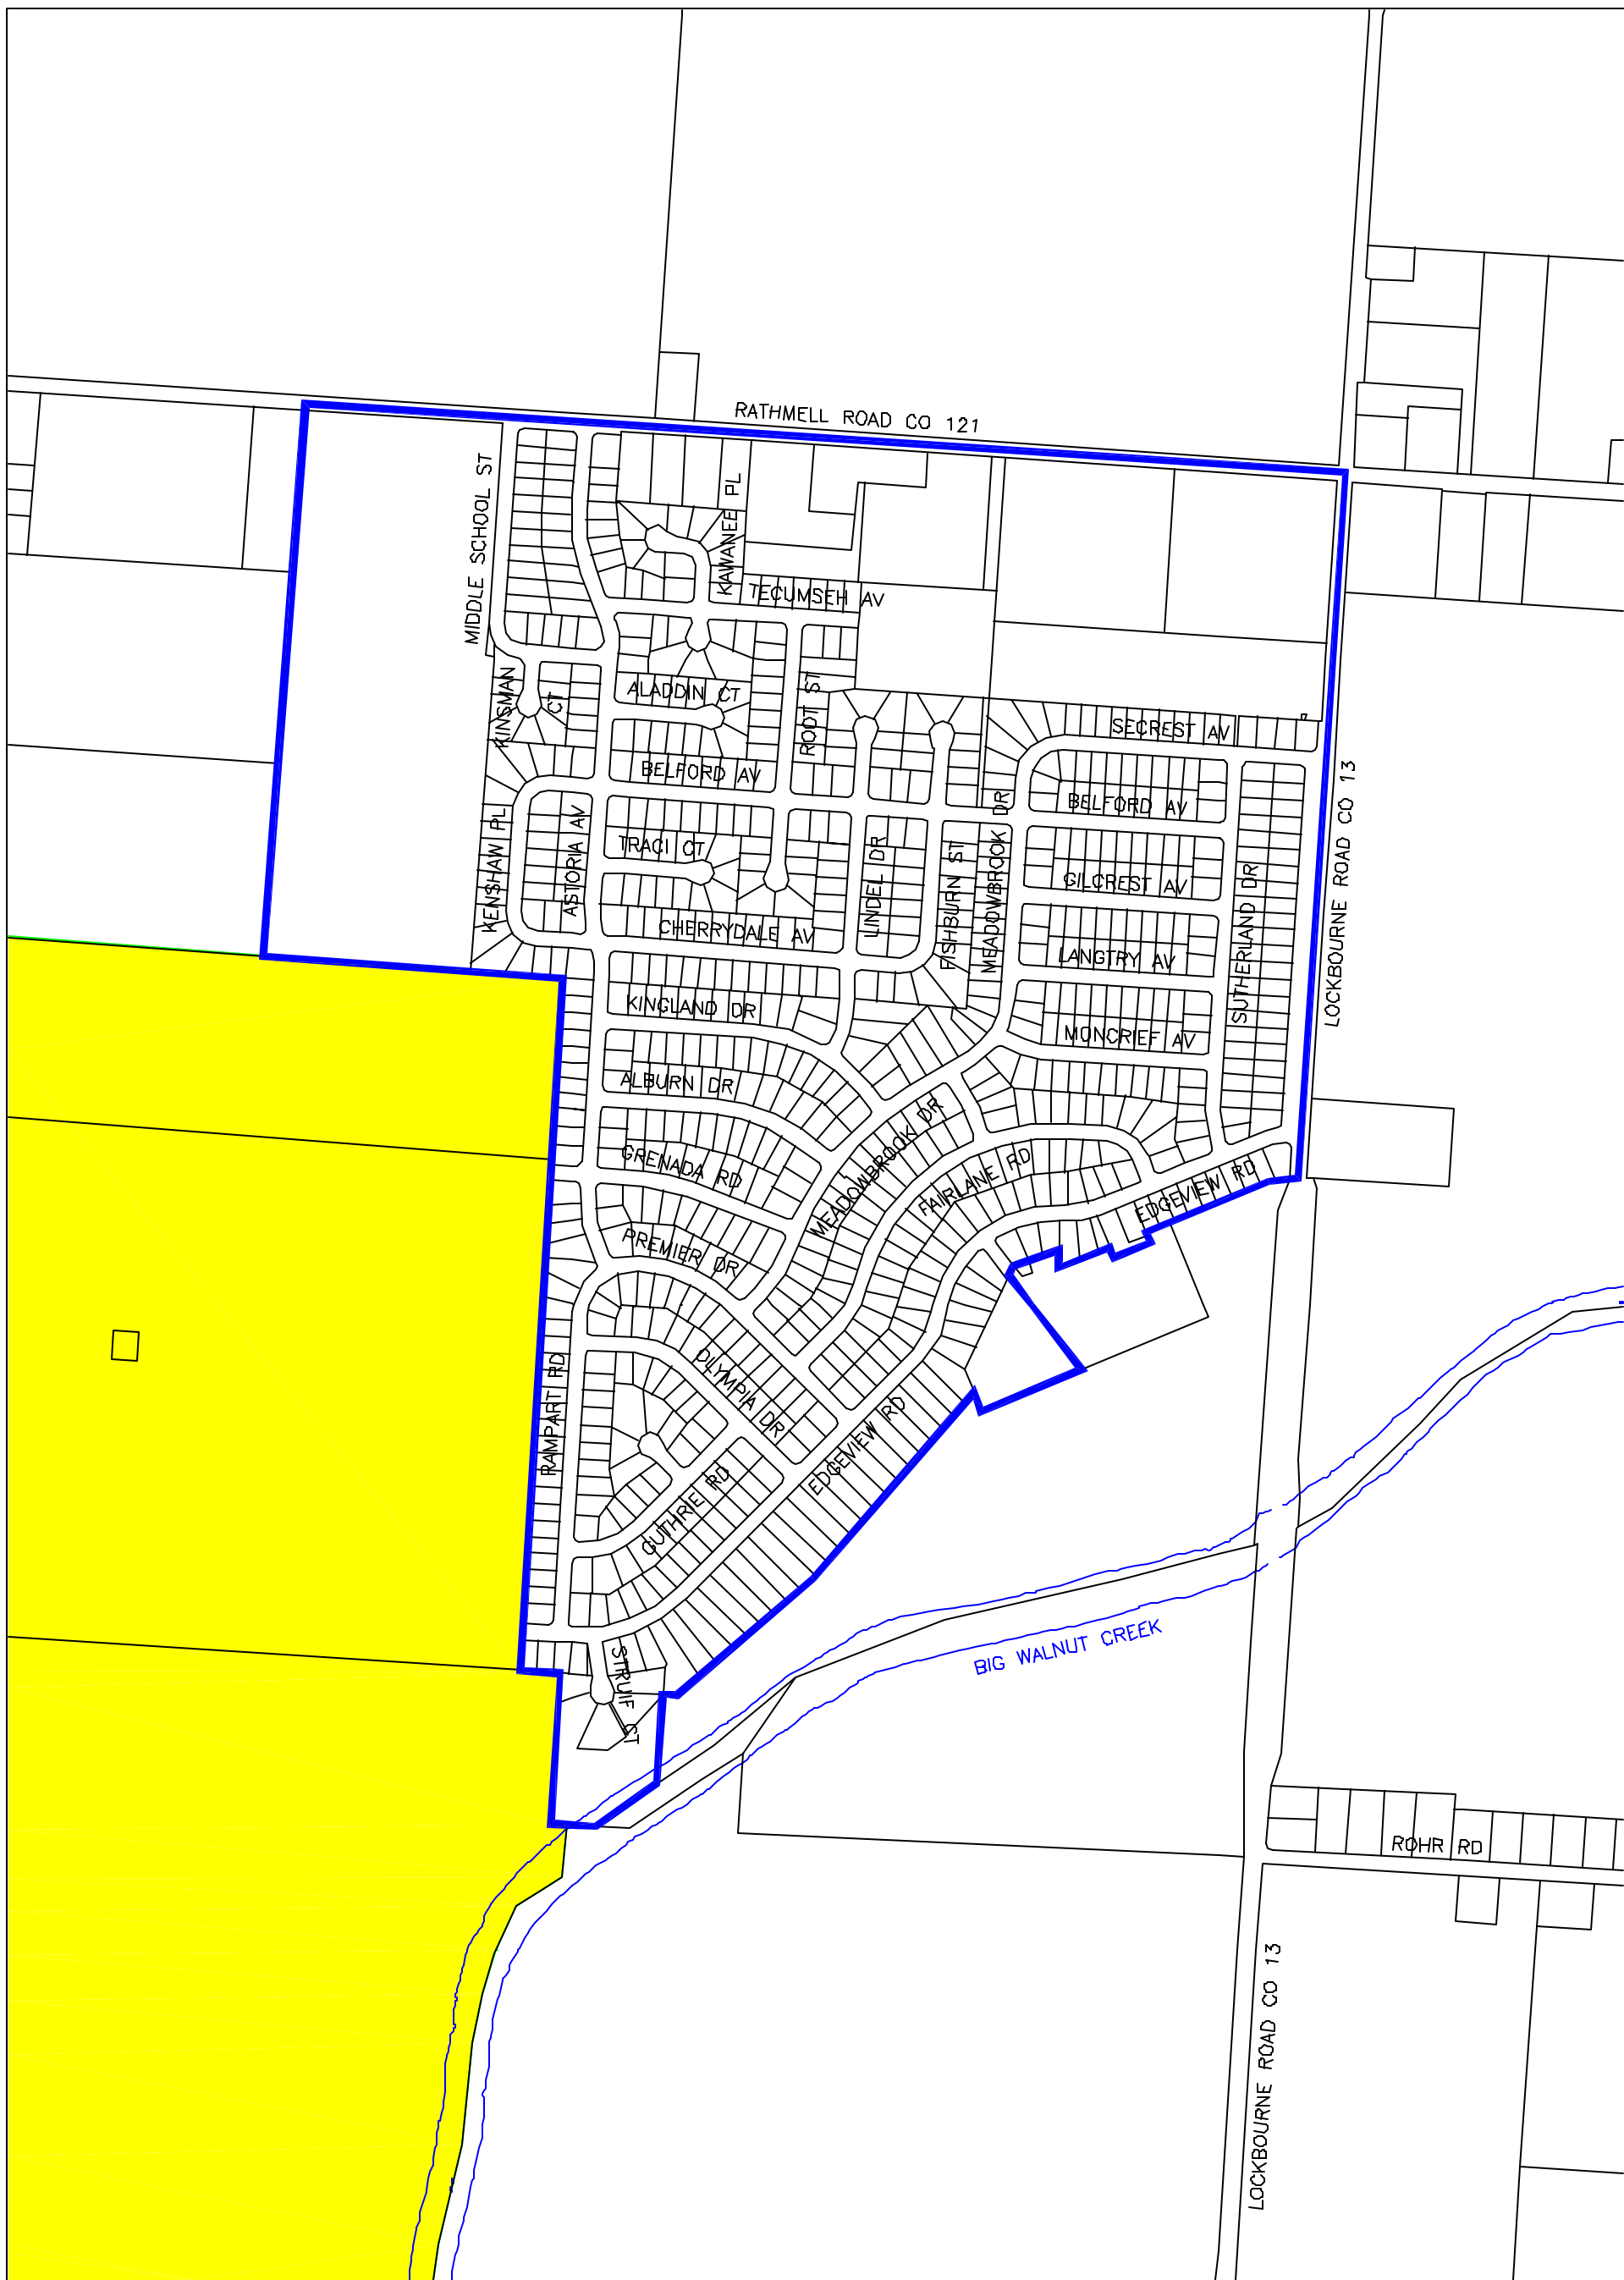 RATHMELL ROAD CO 121
MIDDLE SCHOOL ST
KAWANEE PL
TECUMSEH AV
KINSMAN
CT
ALADDIN CT
ROOT ST
SECREST AV
BELFORD AV
BELFORD AV
LOCKBOURNE ROAD CO 13
KENSHAW PL
ASTORIA AV
TRACI CT
LINDEL DR
FISHBURN ST
MEADOWBROOK DR
GILCREST AV
SUTHERLAND DR
CHERRYDALE AV
LANGTRY AV
KINGLAND DR
MONCRIEF AV
ALBURN DR
MEADOWBROOK DR
GRENADA RD
FAIRLANE RD
EDGEVIEW RD
PREMIER DR
RAMPART RD
OLYMPIA DR
EDGEVIEW RD
GUTHRIE RD
STRUIF CT
BIG WALNUT CREEK
ROHR RD
LOCKBOURNE ROAD CO 13